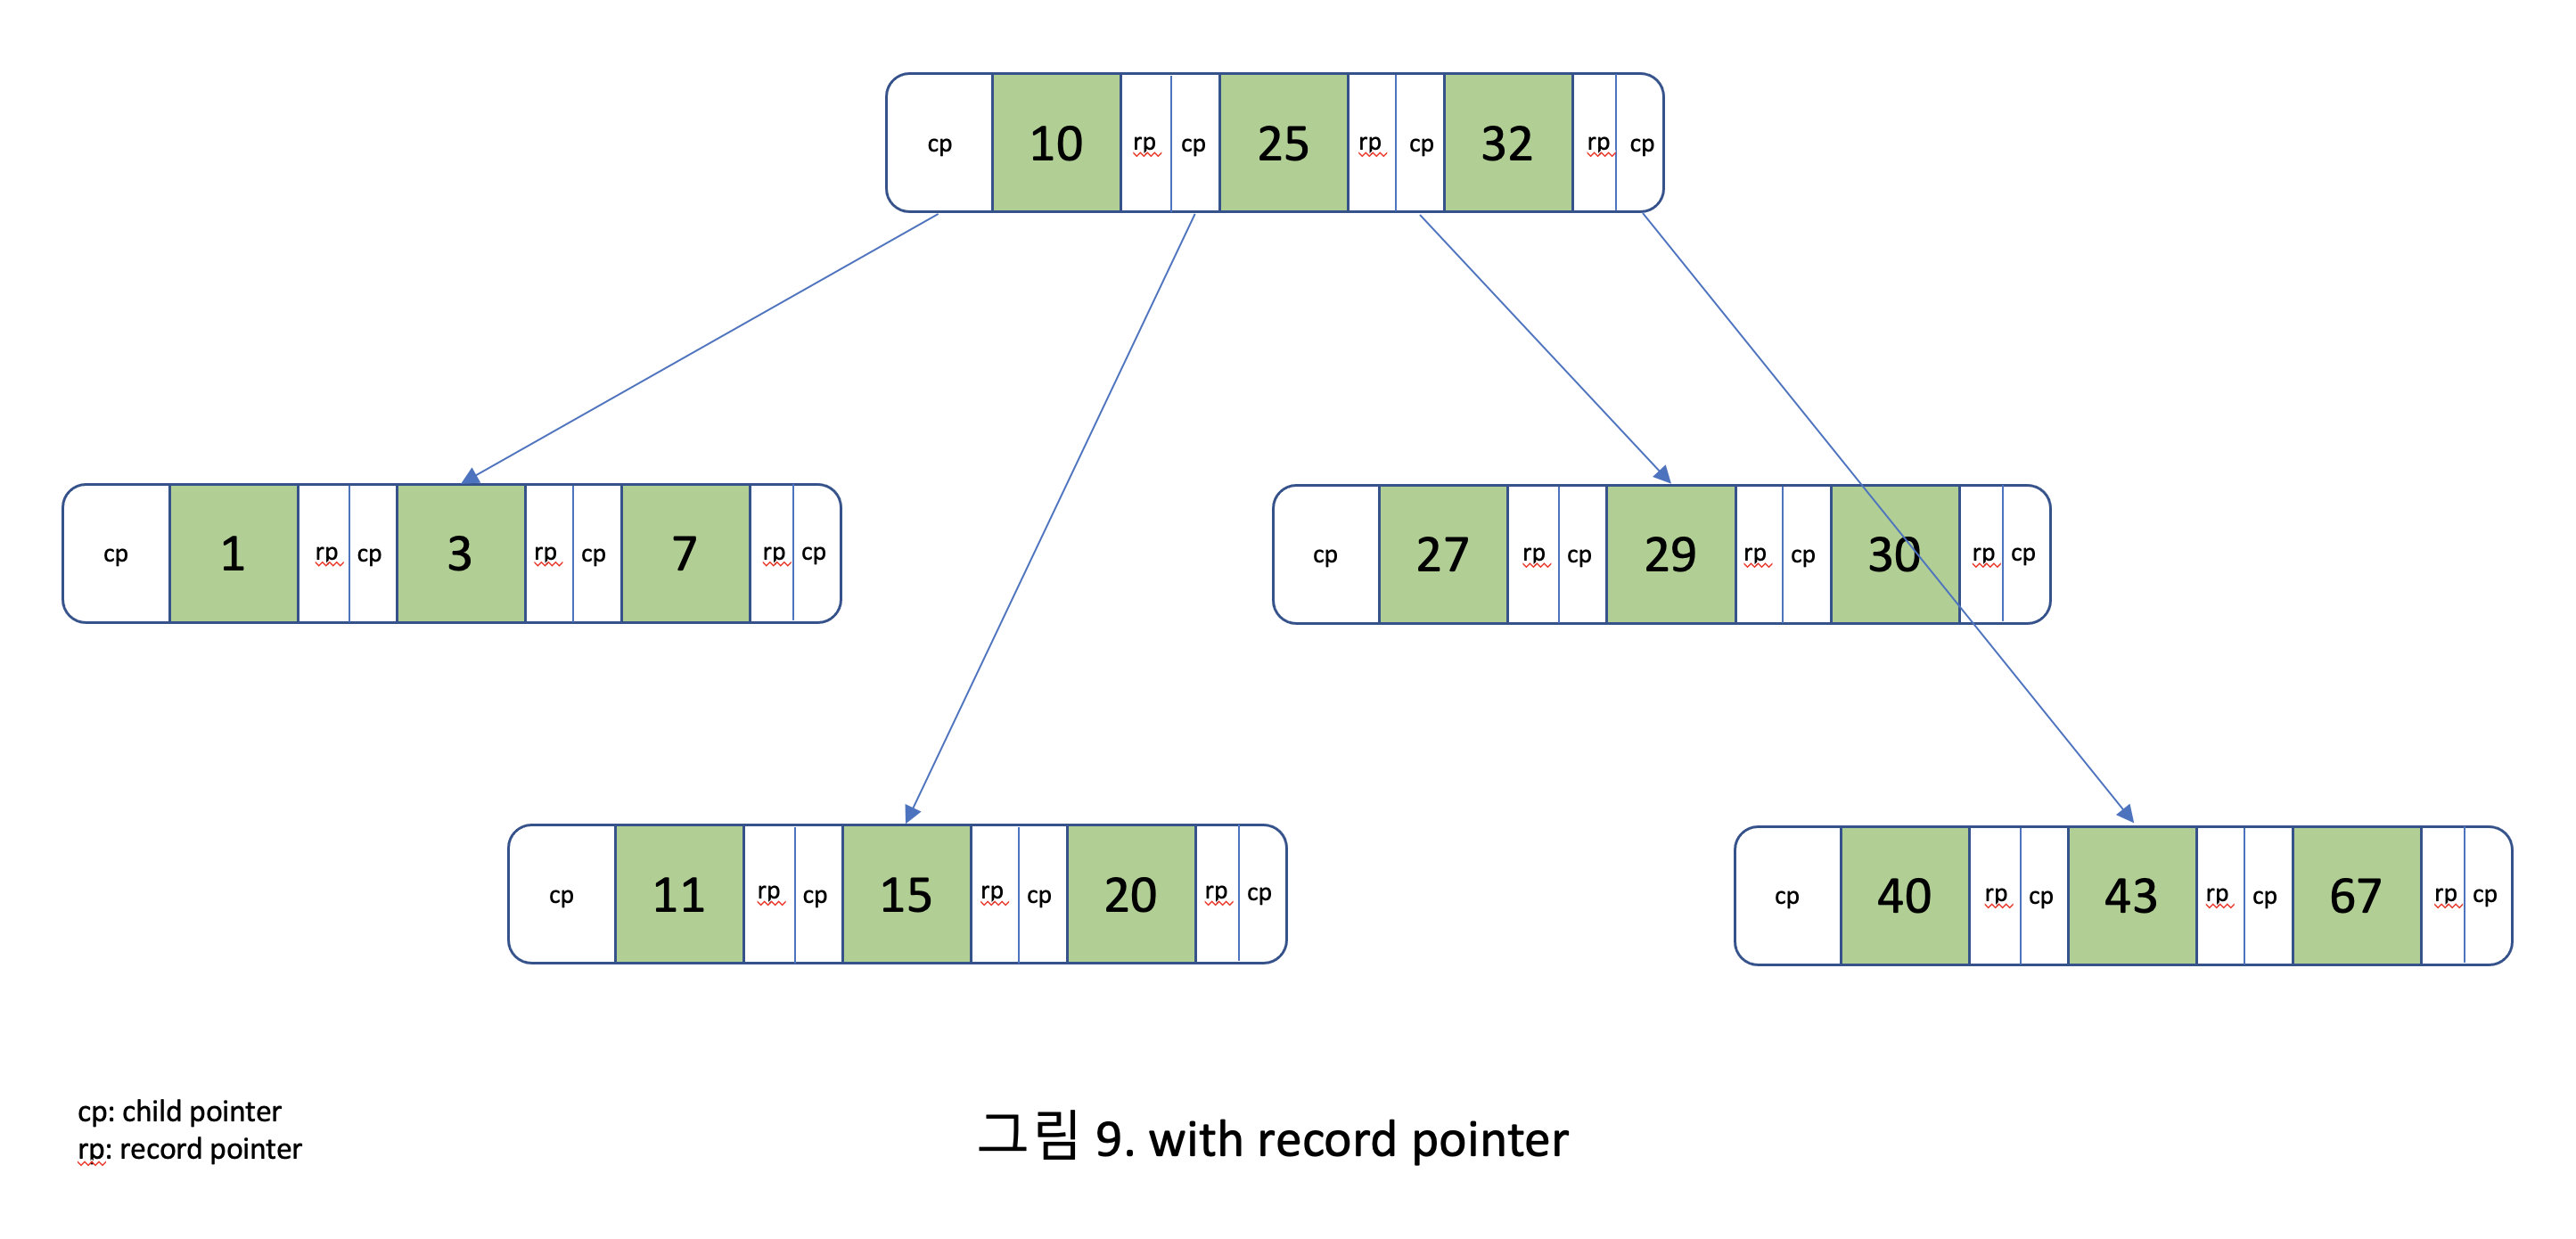 cp 10 rp cp 25 rp cp 32 rp cp
cp 1 rp cp 3 rp cp 7 rp cp
cp 27 rp cp 29 rp cp 30 rp cp
cp 11 rp cp 15 rp cp 20 rp cp
cp 40 rp cp 43 rp cp 67 rp cp
cp: child pointer
rp: record pointer
그림 9. with record pointer